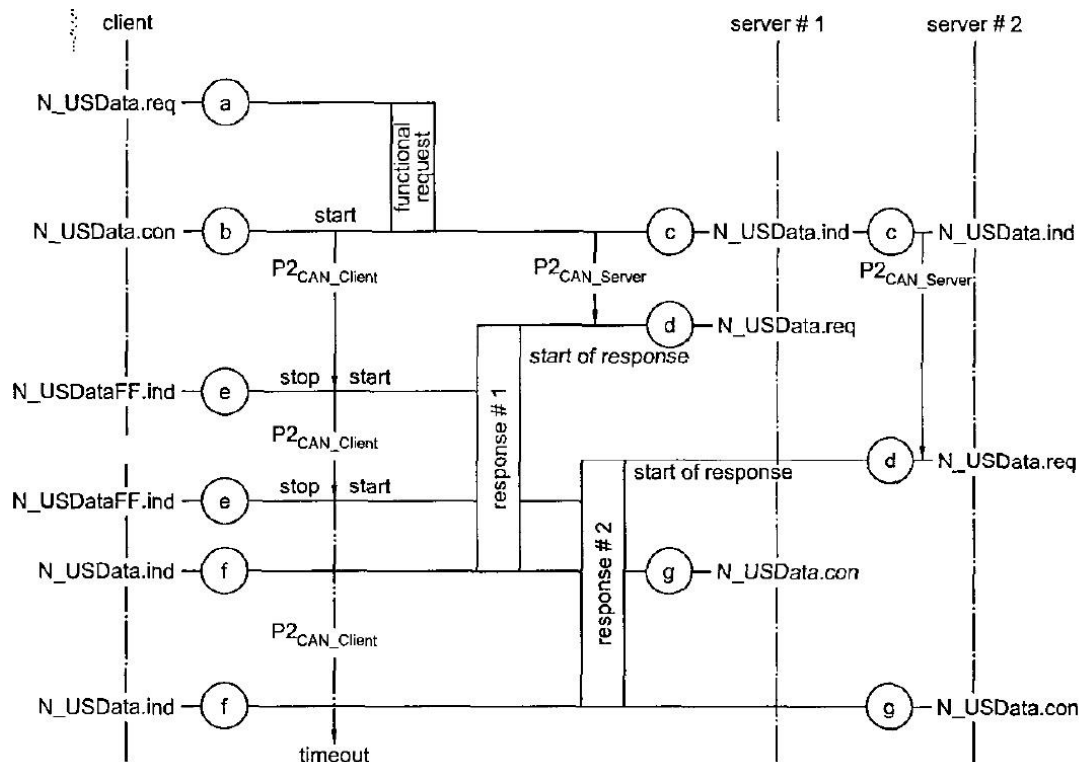 client
server # 1
server # 2
N_USData.req
a
functional
request
N_USData.con
b
start
c
N_USData.ind
c
N_USData.ind
P2CAN_Client
P2CAN_Server
P2CAN_Server
d
N_USData.req
start of response
N_USDataFF.ind
e
stop
start
response # 1
P2CAN_Client
start of response
d
N_USData.req
N_USDataFF.ind
e
stop
start
response # 2
N_USData.ind
f
g
N_USData.con
P2CAN_Client
N_USData.ind
f
g
N_USData.con
timeout